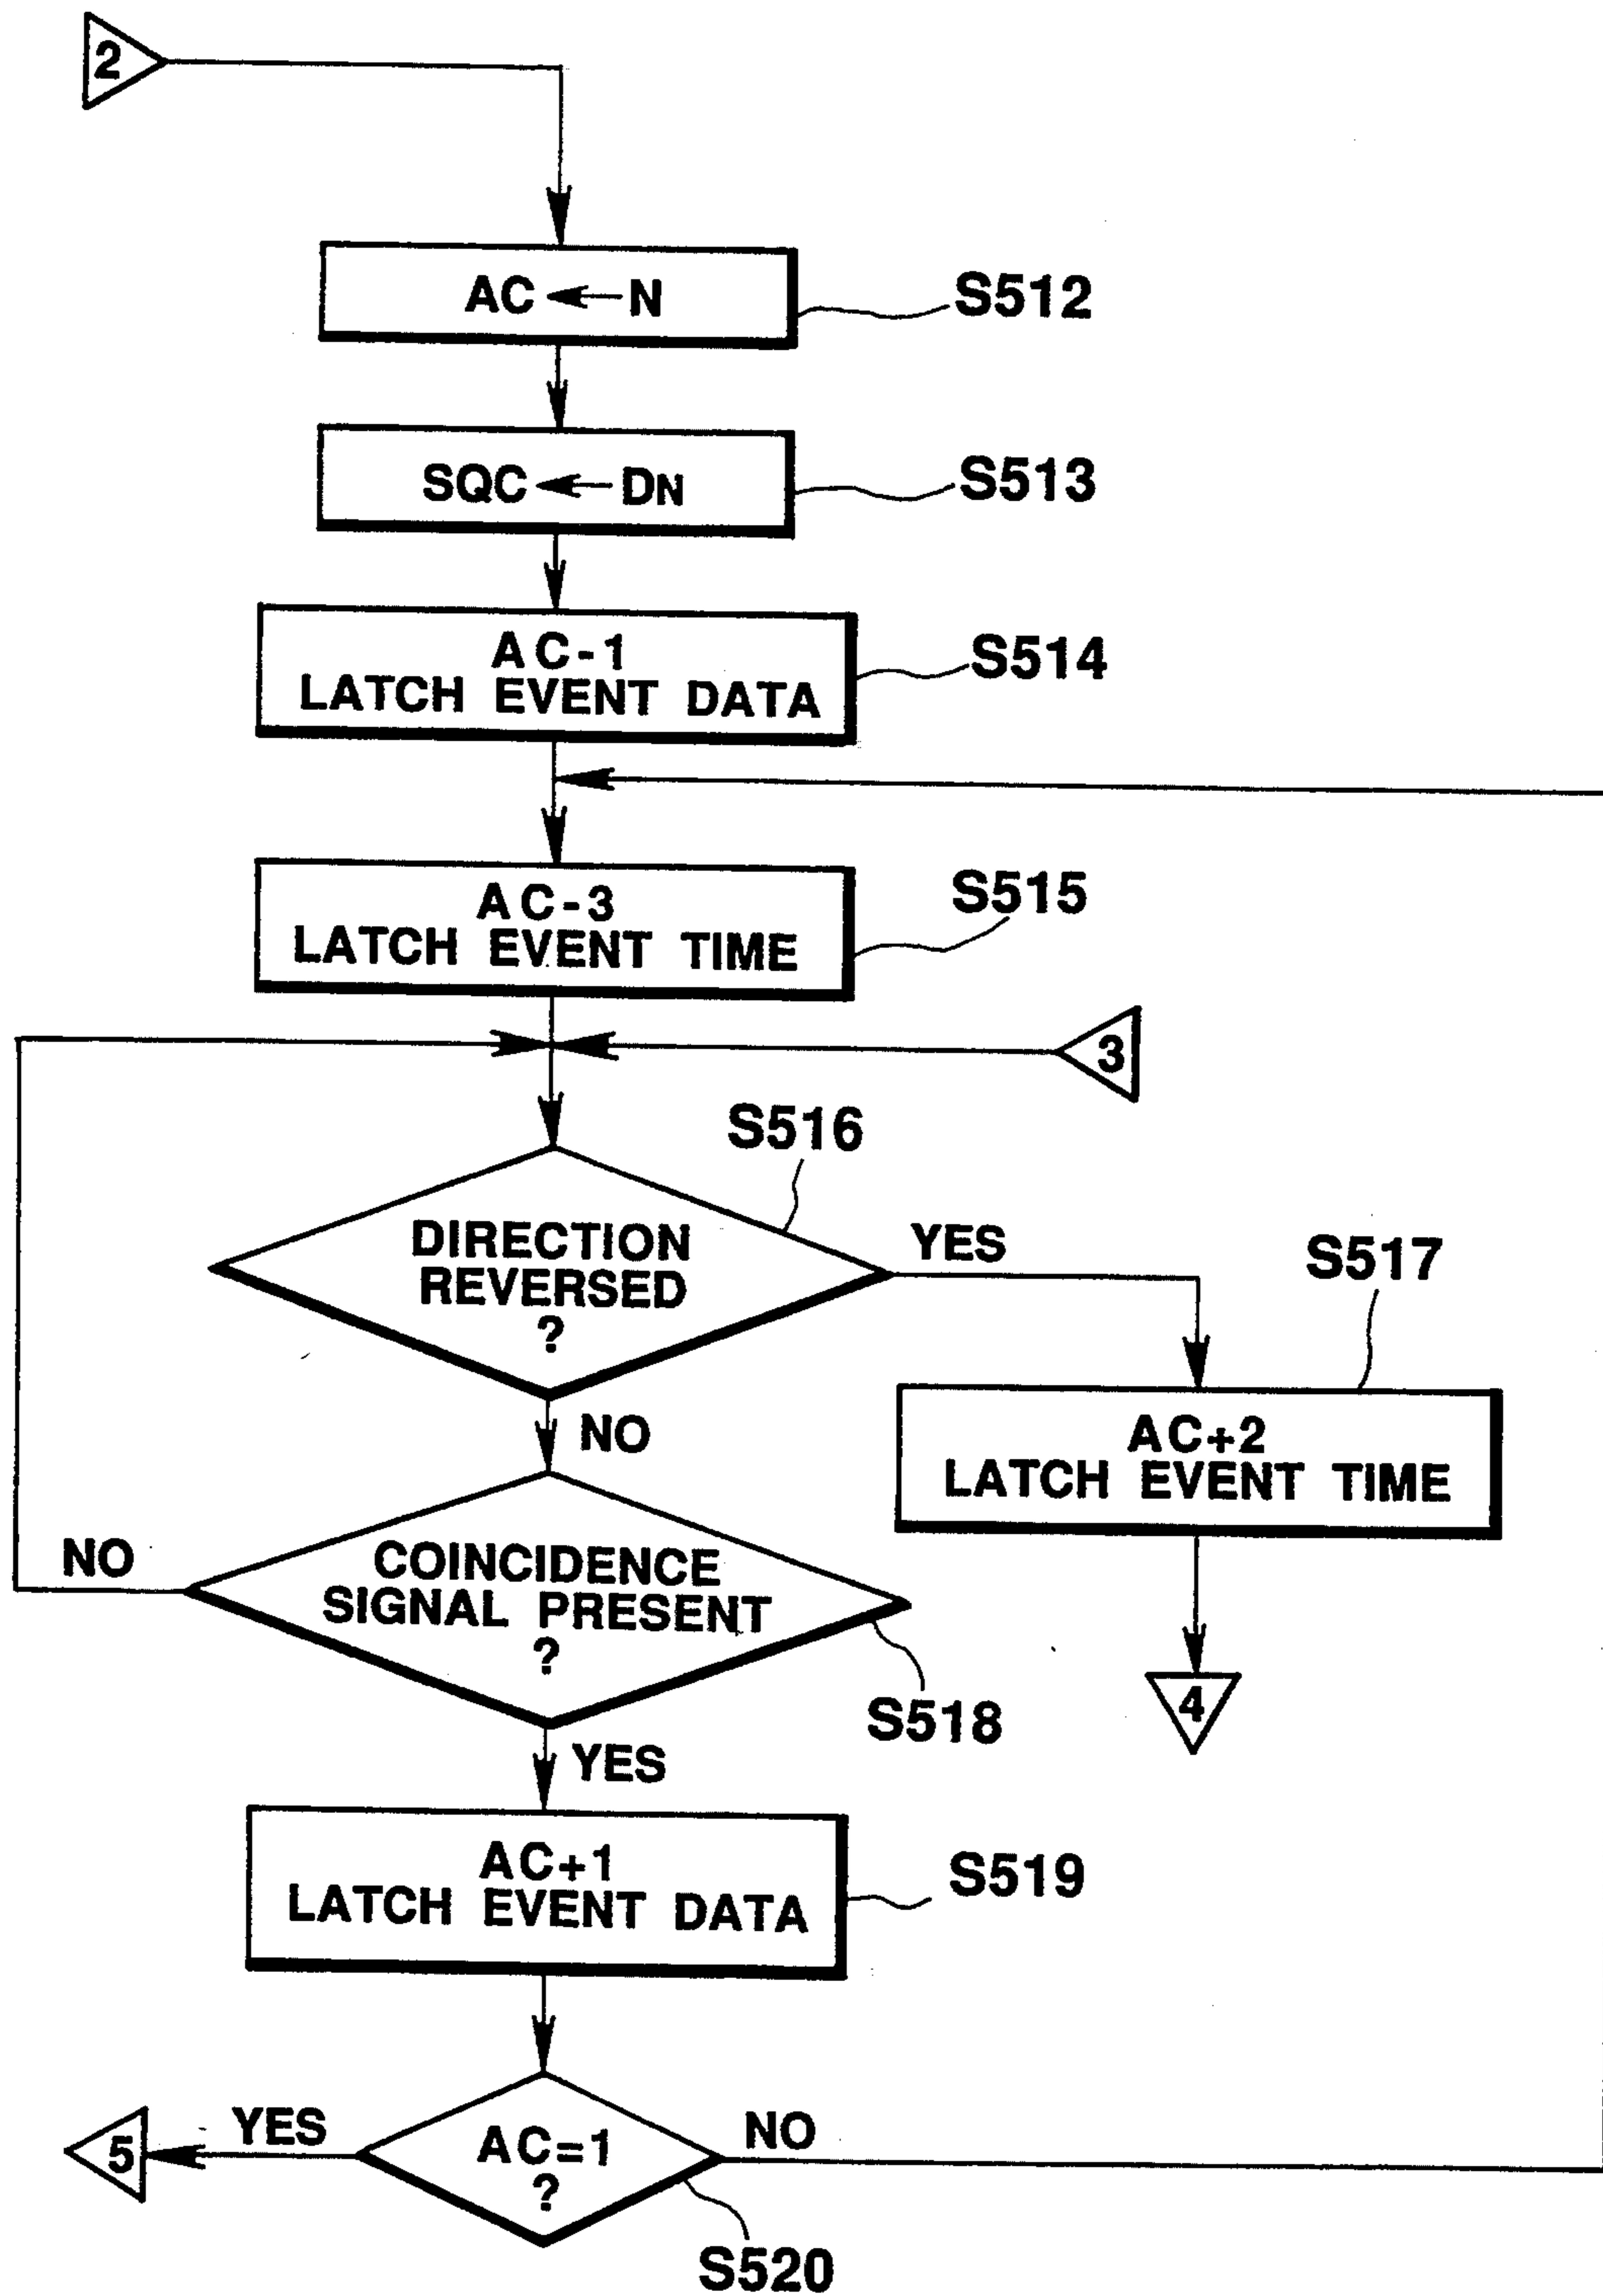 2
AC ← N
S512
SQC ← DN
S513
AC-1
LATCH EVENT DATA
S514
AC-3
LATCH EVENT TIME
S515
3
S516
DIRECTION
REVERSED
?
YES
S517
NO
AC+2
LATCH EVENT TIME
NO
COINCIDENCE
SIGNAL PRESENT
?
4
S518
YES
AC+1
LATCH EVENT DATA
S519
5
YES
AC=1
?
NO
S520